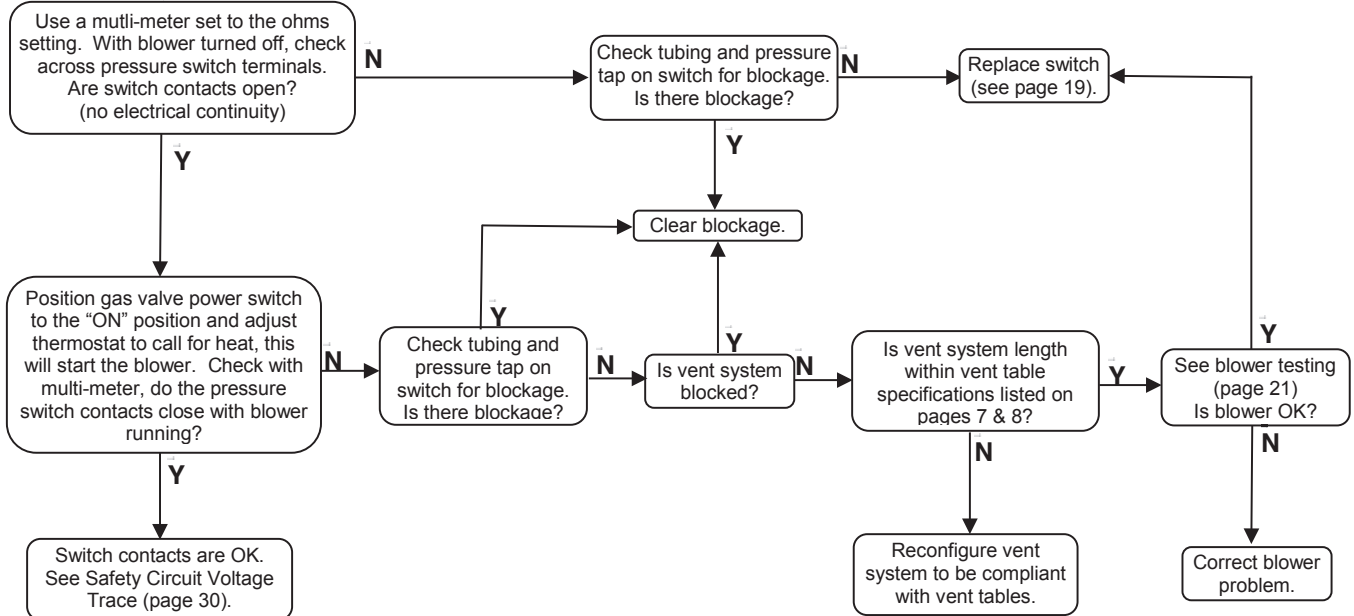 Use a mutli-meter set to the ohms
setting. With blower turned off, check
across pressure switch terminals.
Are switch contacts open?
(no electrical continuity)
N
Check tubing and pressure
tap on switch for blockage.
Is there blockage?
N
Replace switch
(see page 19).
Y
Y
Clear blockage.
Position gas valve power switch
to the “ON” position and adjust
thermostat to call for heat, this
will start the blower. Check with
multi-meter, do the pressure
switch contacts close with blower
running?
N
Y
Check tubing and
pressure tap on
switch for blockage.
Is there blockage?
N
Y
Is vent system
blocked?
N
Is vent system length
within vent table
specifications listed on
pages 7 & 8?
Y
Y
See blower testing
(page 21)
Is blower OK?
Y
N
N
Switch contacts are OK.
See Safety Circuit Voltage
Trace (page 30).
Reconfigure vent
system to be compliant
with vent tables.
Correct blower
problem.